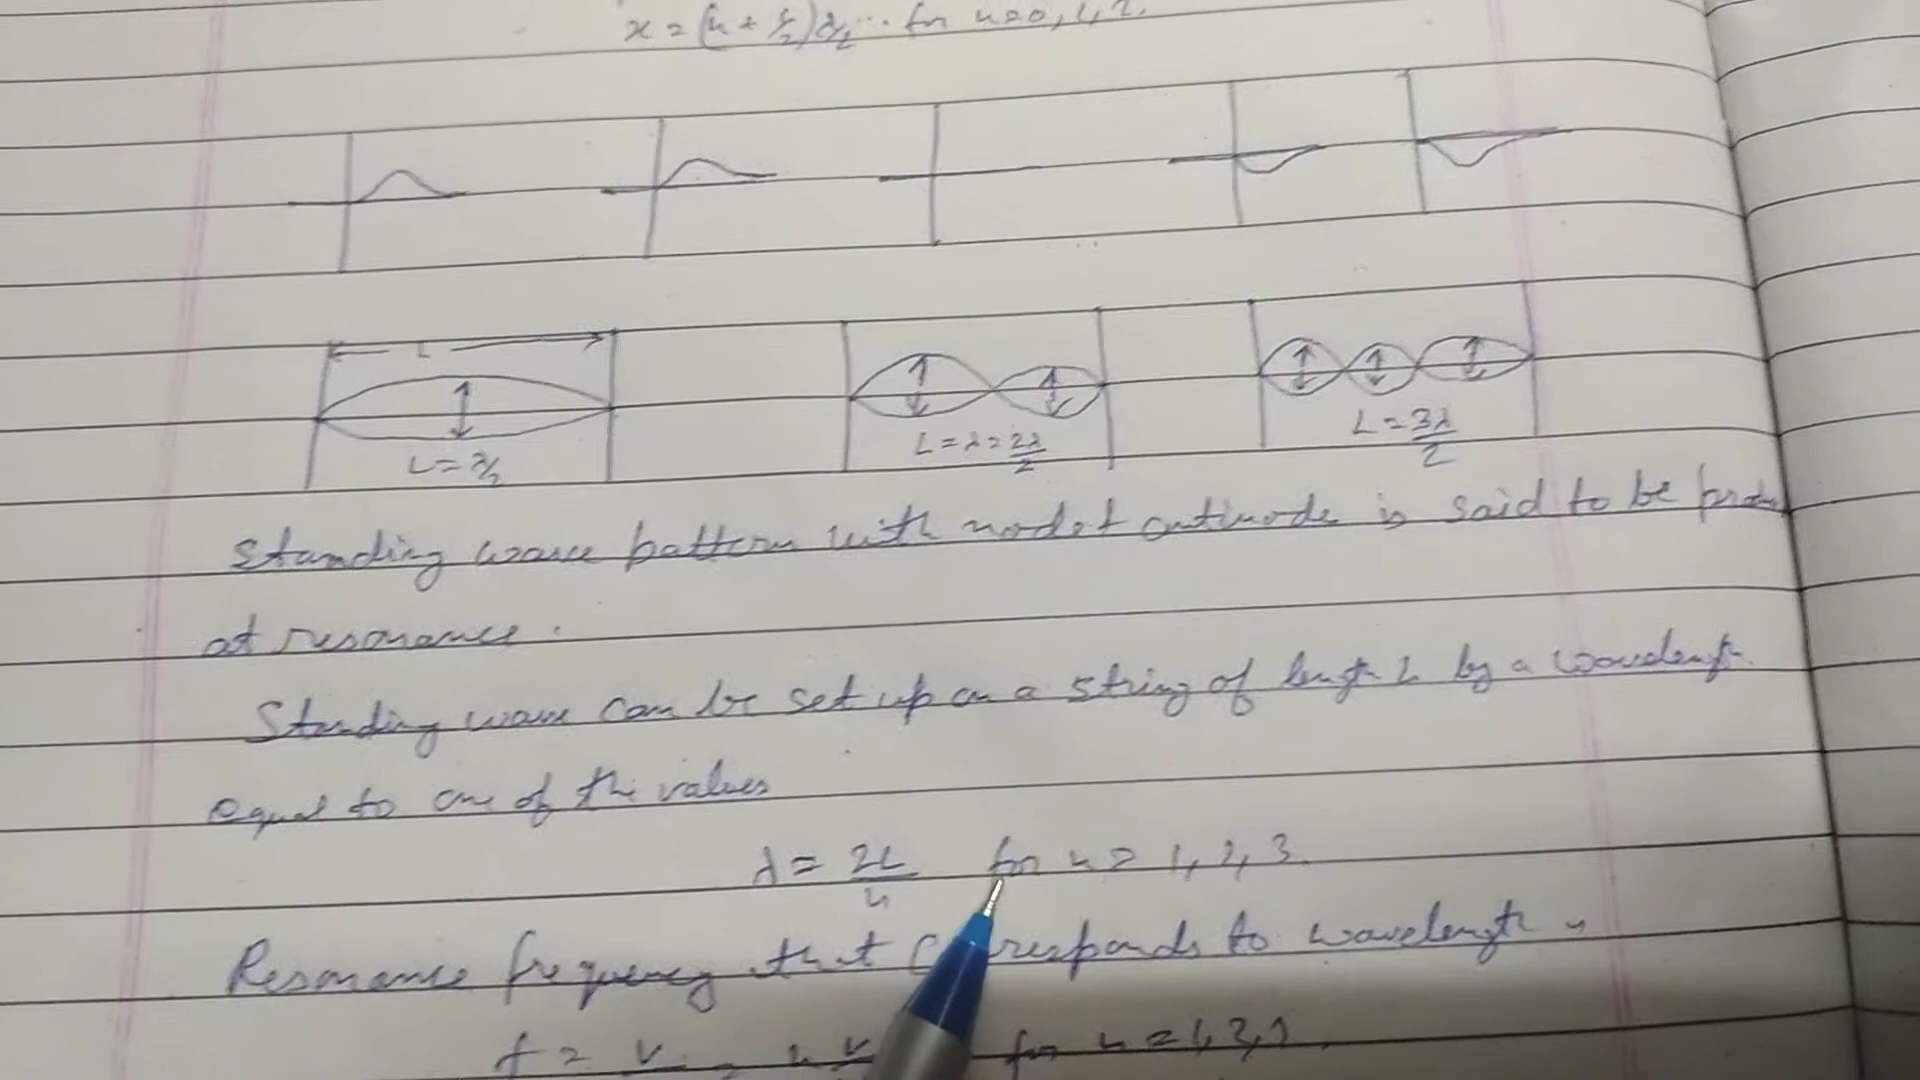 x = (n + 1/2) λ/2 ... for n = 0, 1, 2.
L
L = λ/2
L = λ = 2λ/2
L = 3λ/2
Standing wave pattern with node & antinode is said to be
at resonance.
Standing wave can be set up on a string of length L by a wavelength
equal to one of the values
λ = 2L/n for n = 1, 2, 3.
Resonance frequency that corresponds to wavelength
f = v = n v for n = 1, 2, 3